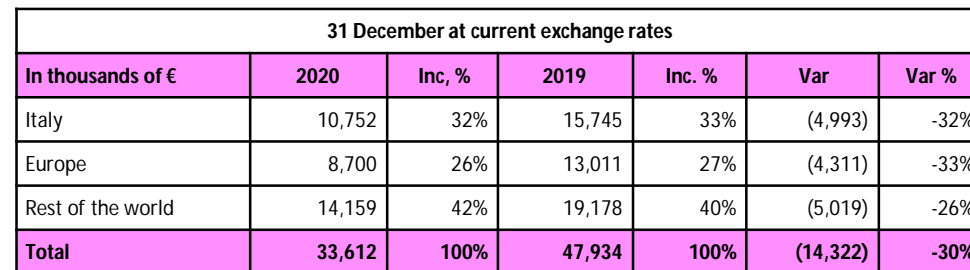 31 December at current exchange rates
In thousands of € 2020 Inc, % 2019 Inc. % Var Var %
Italy 10,752 32% 15,745 33% (4,993) -32%
Europe 8,700 26% 13,011 27% (4,311) -33%
Rest of the world 14,159 42% 19,178 40% (5,019) -26%
Total 33,612 100% 47,934 100% (14,322) -30%